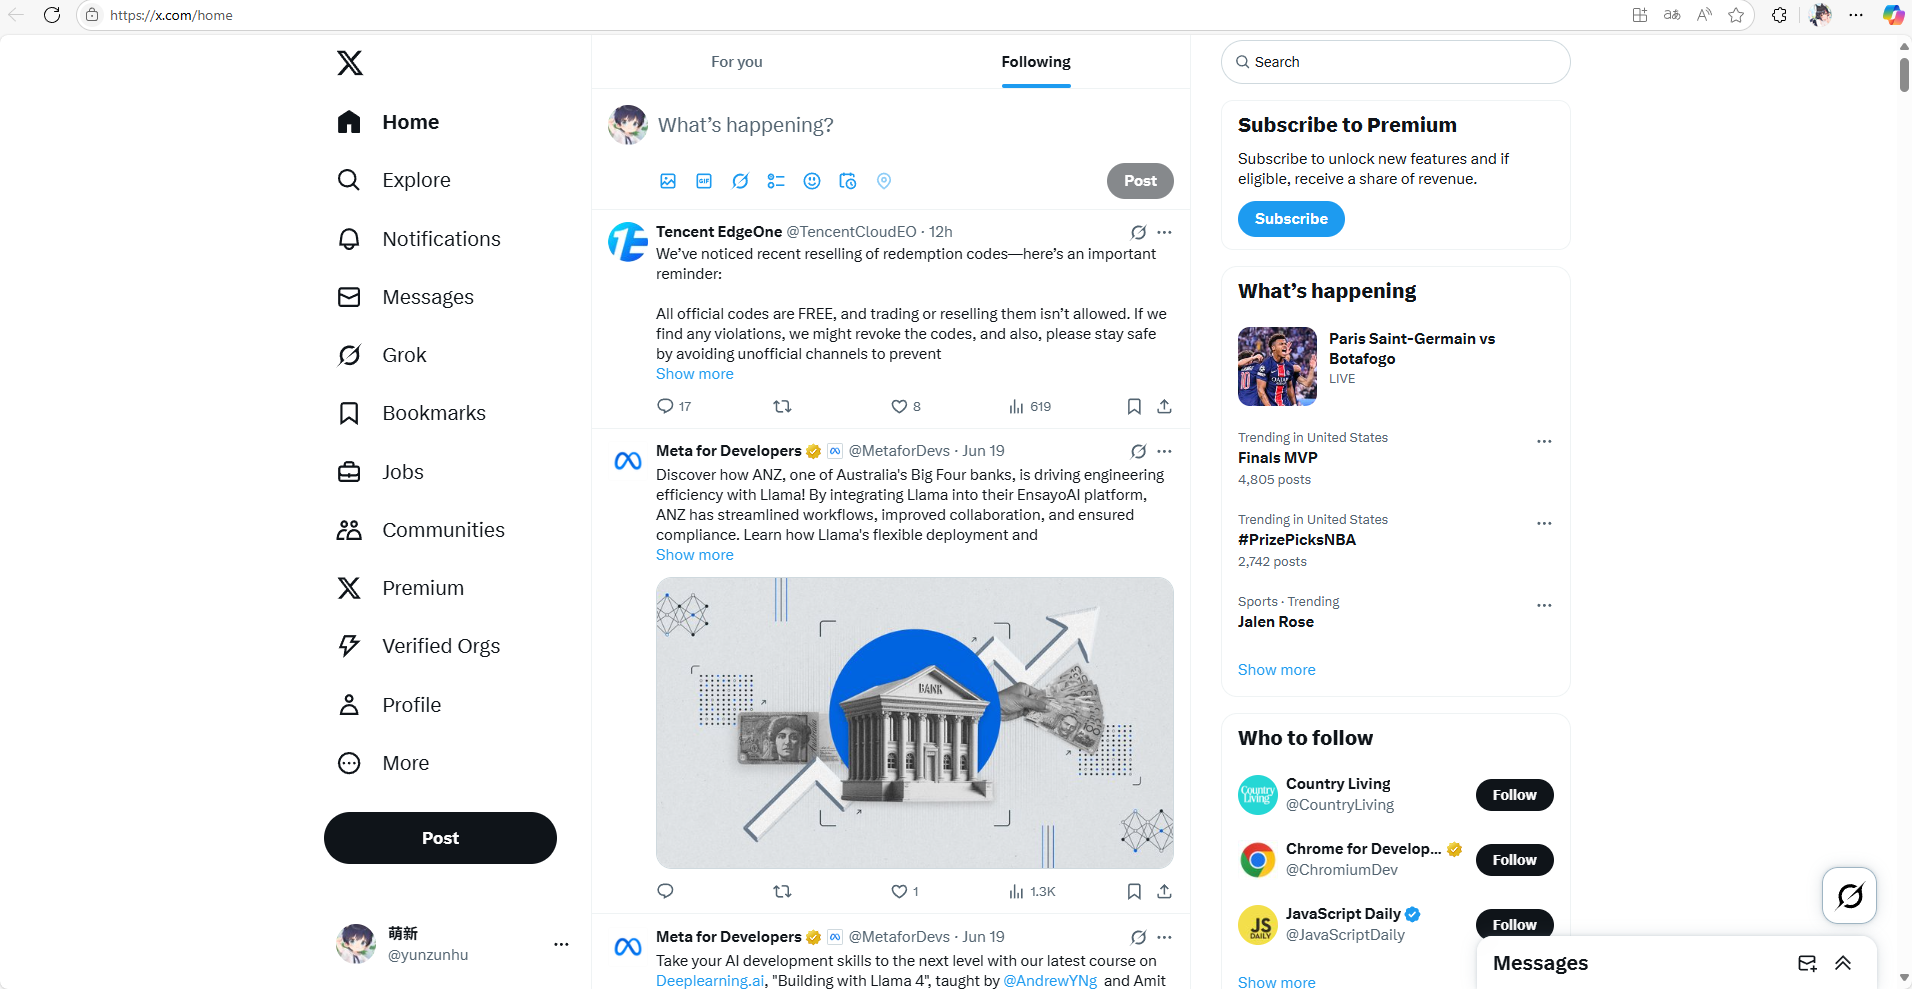 https://x.com/home
Home
Explore
Notifications
Messages
Grok
Bookmarks
Jobs
Communities
Premium
Verified Orgs
Profile
More
Post
萌新
@yunzunhu
For you
Following
What's happening?
GIF
Post
Tencent EdgeOne @TencentCloudEO · 12h
We've noticed recent reselling of redemption codes—here's an important
reminder:
All official codes are FREE, and trading or reselling them isn't allowed. If we
find any violations, we might revoke the codes, and also, please stay safe
by avoiding unofficial channels to prevent
Show more
17
8
619
Meta for Developers @MetaforDevs · Jun 19
Discover how ANZ, one of Australia's Big Four banks, is driving engineering
efficiency with Llama! By integrating Llama into their EnsayoAI platform,
ANZ has streamlined workflows, improved collaboration, and ensured
compliance. Learn how Llama's flexible deployment and
Show more
BANK
1
1.3K
Meta for Developers @MetaforDevs · Jun 19
Take your AI development skills to the next level with our latest course on
Deeplearning.ai, "Building with Llama 4", taught by @AndrewYNg and Amit
Search
Subscribe to Premium
Subscribe to unlock new features and if
eligible, receive a share of revenue.
Subscribe
What's happening
Paris Saint-Germain vs
Botafogo
LIVE
Trending in United States
Finals MVP
4,805 posts
Trending in United States
#PrizePicksNBA
2,742 posts
Sports · Trending
Jalen Rose
Show more
Who to follow
Country Living
Country Living
@CountryLiving
Follow
Chrome for Develop...
@ChromiumDev
Follow
JS
DAILY
JavaScript Daily
@JavaScriptDaily
Follow
Show more
Messages